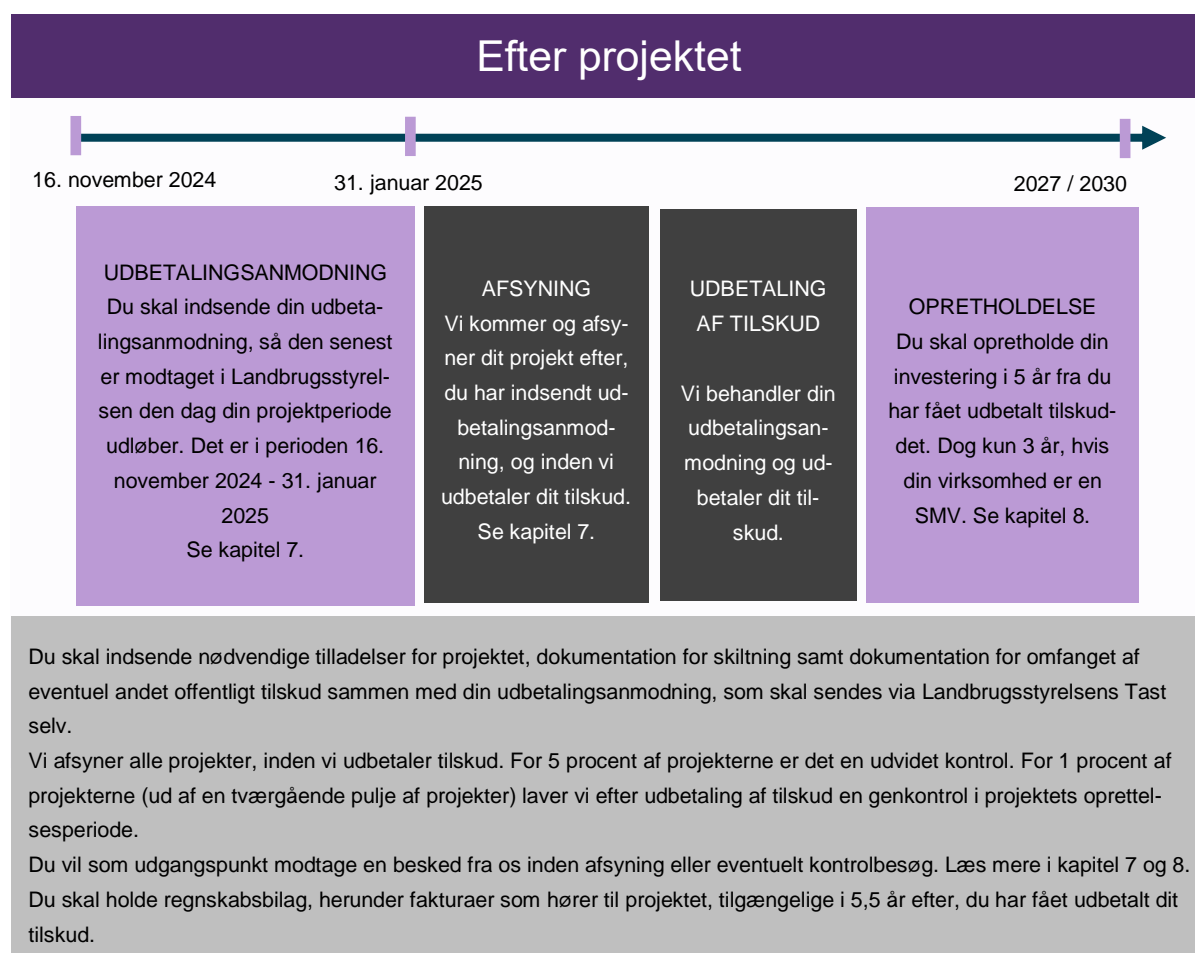 Efter projektet
16. november 2024
31. januar 2025
2027 / 2030
UDBETALINGSANMODNING
Du skal indsende din udbeta-
lingsanmodning, så den senest
er modtaget i Landbrugsstyrel-
sen den dag din projektperiode
udløber. Det er i perioden 16.
november 2024 - 31. januar
2025
Se kapitel 7.
AFSYNING
Vi kommer og afsy-
ner dit projekt efter,
du har indsendt ud-
betalingsanmod-
ning, og inden vi
udbetaler dit tilskud.
Se kapitel 7.
UDBETALING
AF TILSKUD
Vi behandler din
udbetalingsan-
modning og ud-
betaler dit til-
skud.
OPRETHOLDELSE
Du skal opretholde din
investering i 5 år fra du
har fået udbetalt tilskud-
det. Dog kun 3 år, hvis
din virksomhed er en
SMV. Se kapitel 8.
Du skal indsende nødvendige tilladelser for projektet, dokumentation for skiltning samt dokumentation for omfanget af
eventuel andet offentligt tilskud sammen med din udbetalingsanmodning, som skal sendes via Landbrugsstyrelsens Tast
selv.
Vi afsyner alle projekter, inden vi udbetaler tilskud. For 5 procent af projekterne er det en udvidet kontrol. For 1 procent af
projekterne (ud af en tværgående pulje af projekter) laver vi efter udbetaling af tilskud en genkontrol i projektets oprettel-
sesperiode.
Du vil som udgangspunkt modtage en besked fra os inden afsyning eller eventuelt kontrolbesøg. Læs mere i kapitel 7 og 8.
Du skal holde regnskabsbilag, herunder fakturaer som hører til projektet, tilgængelige i 5,5 år efter, du har fået udbetalt dit
tilskud.